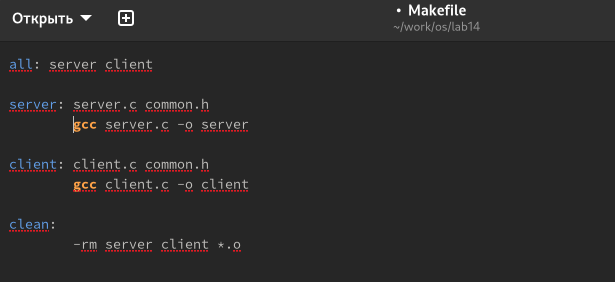 Открыть
• Makefile
~/work/os/lab14
all: server client
server: server.c common.h
gcc server.c -o server
client: client.c common.h
gcc client.c -o client
clean:
-rm server client *.o